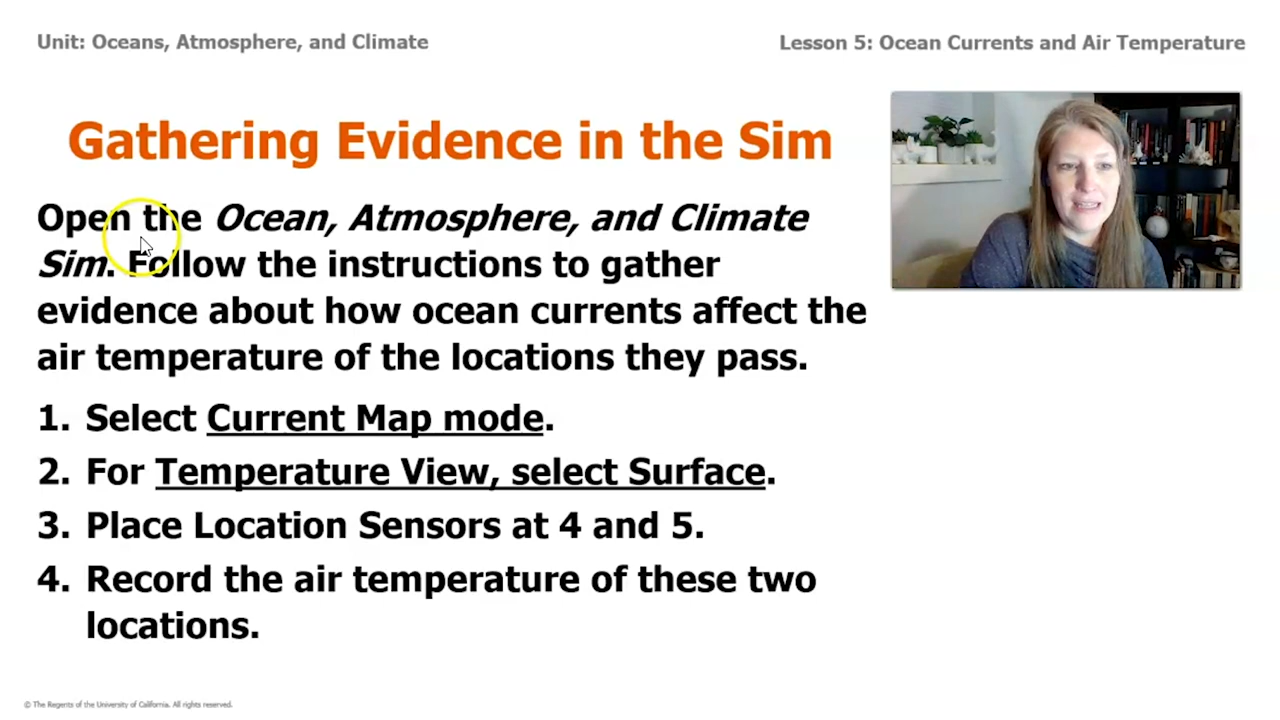 Unit: Oceans, Atmosphere, and Climate
Lesson 5: Ocean Currents and Air Temperature
Gathering Evidence in the Sim
Open the Ocean, Atmosphere, and Climate
Sim. Follow the instructions to gather
evidence about how ocean currents affect the
air temperature of the locations they pass.
1. Select Current Map mode.
2. For Temperature View, select Surface.
3. Place Location Sensors at 4 and 5.
4. Record the air temperature of these two
locations.
© The Regents of the University of California. All rights reserved.